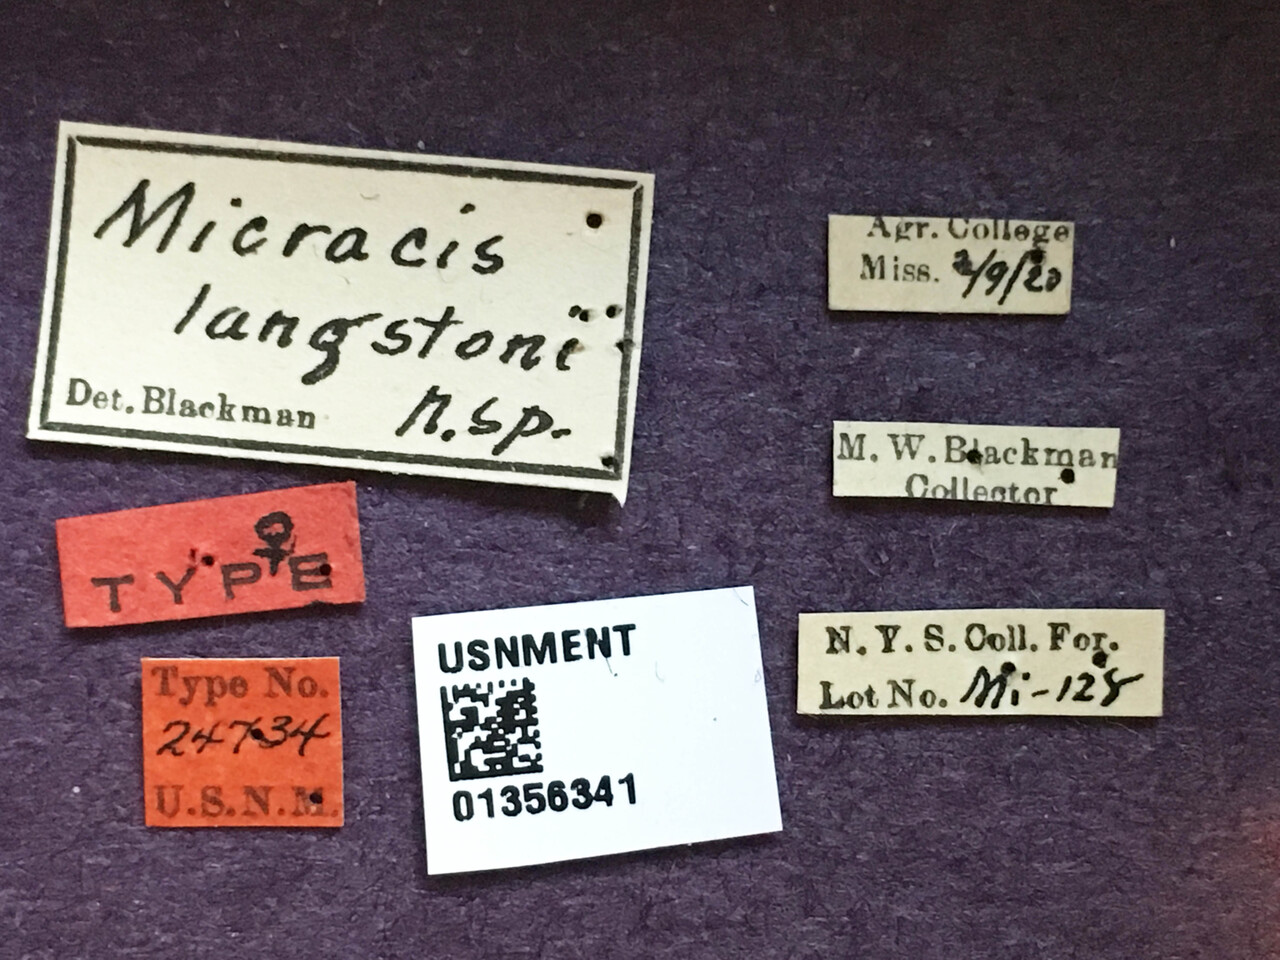 Micracis
langstoni
n.sp.
Det. Blackman
TYPE
♀
Type No.
24734
U.S.N.M.
USNMENT
01356341
Agr. College
Miss. 2/9/20
M. W. Blackman
Collector
N. Y. S. Coll. For.
Lot No. Mi-128